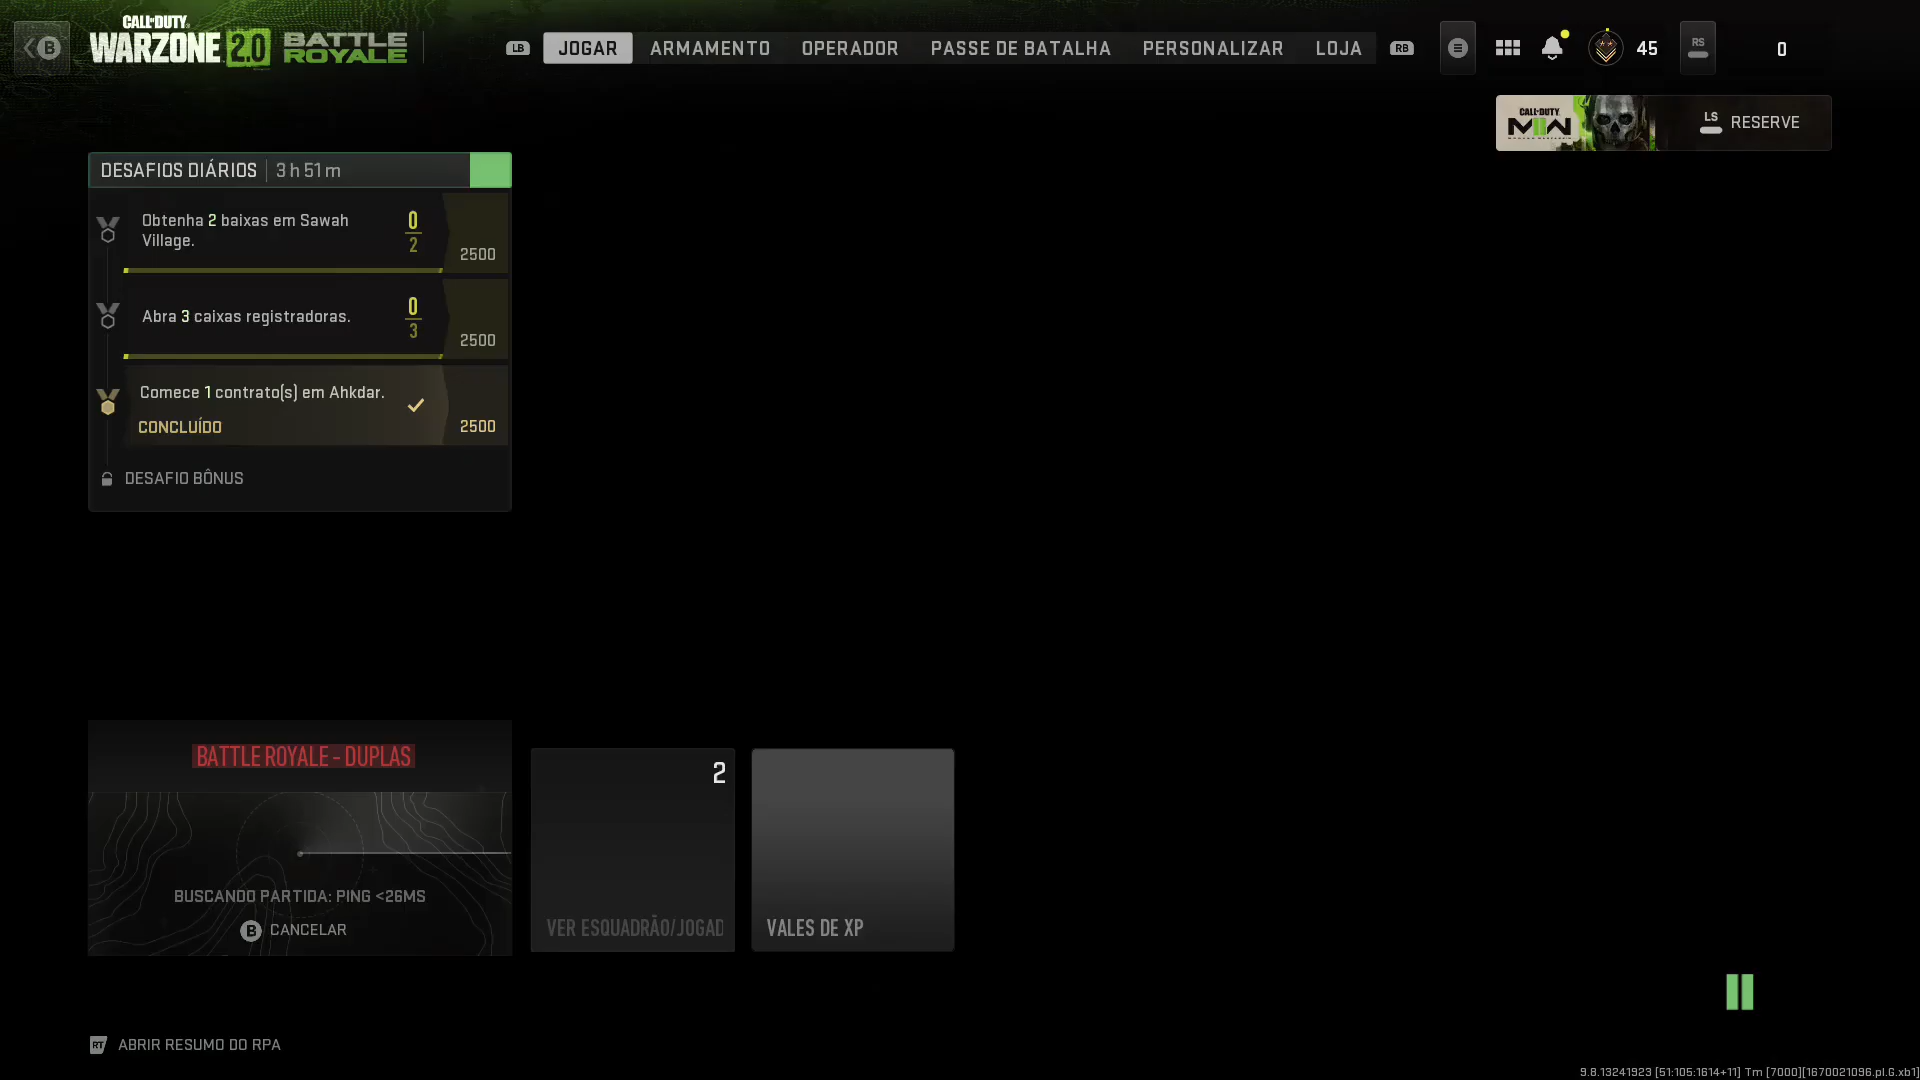 B
CALL OF DUTY
WARZONE 2.0 BATTLE ROYALE
LB
JOGAR
ARMAMENTO
OPERADOR
PASSE DE BATALHA
PERSONALIZAR
LOJA
RB
45
RS
0
CALL OF DUTY
MWII
LS
RESERVE
DESAFIOS DIÁRIOS | 3 h 51 m
Obtenha 2 baixas em Sawah
Village.
0
2
2500
Abra 3 caixas registradoras.
0
3
2500
Comece 1 contrato(s) em Ahkdar.
CONCLUÍDO
2500
DESAFIO BÔNUS
BATTLE ROYALE - DUPLAS
BUSCANDO PARTIDA: PING <26MS
B CANCELAR
2
VER ESQUADRÃO/JOGAD
VALES DE XP
RT ABRIR RESUMO DO RPA
9.8.13241923 [51:105:1614+11] Tm [7000][1670021096.pl.G.xb1]